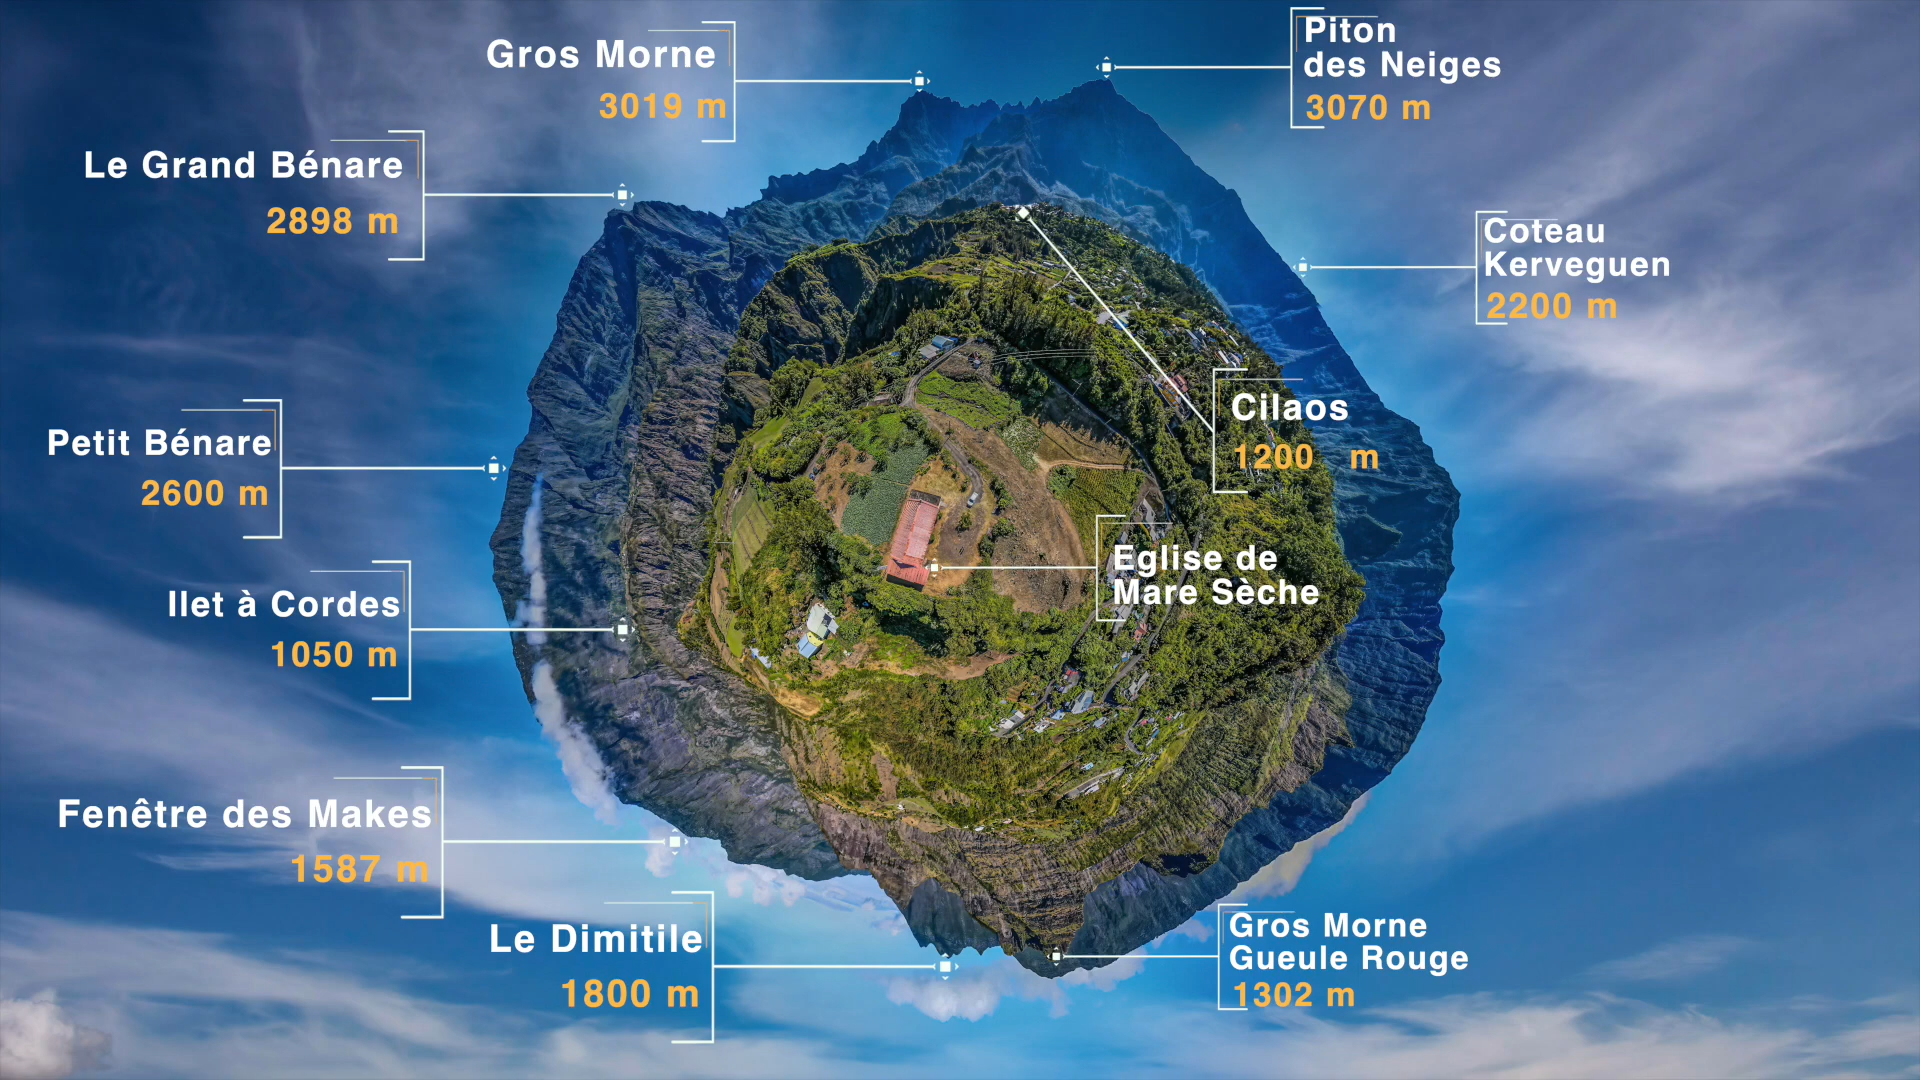 Gros Morne
3019 m
Piton
des Neiges
3070 m
Le Grand Bénare
2898 m
Coteau
Kerveguen
2200 m
Cilaos
1200 m
Petit Bénare
2600 m
Eglise de
Mare Sèche
Ilet à Cordes
1050 m
Fenêtre des Makes
1587 m
Le Dimitile
1800 m
Gros Morne
Gueule Rouge
1302 m